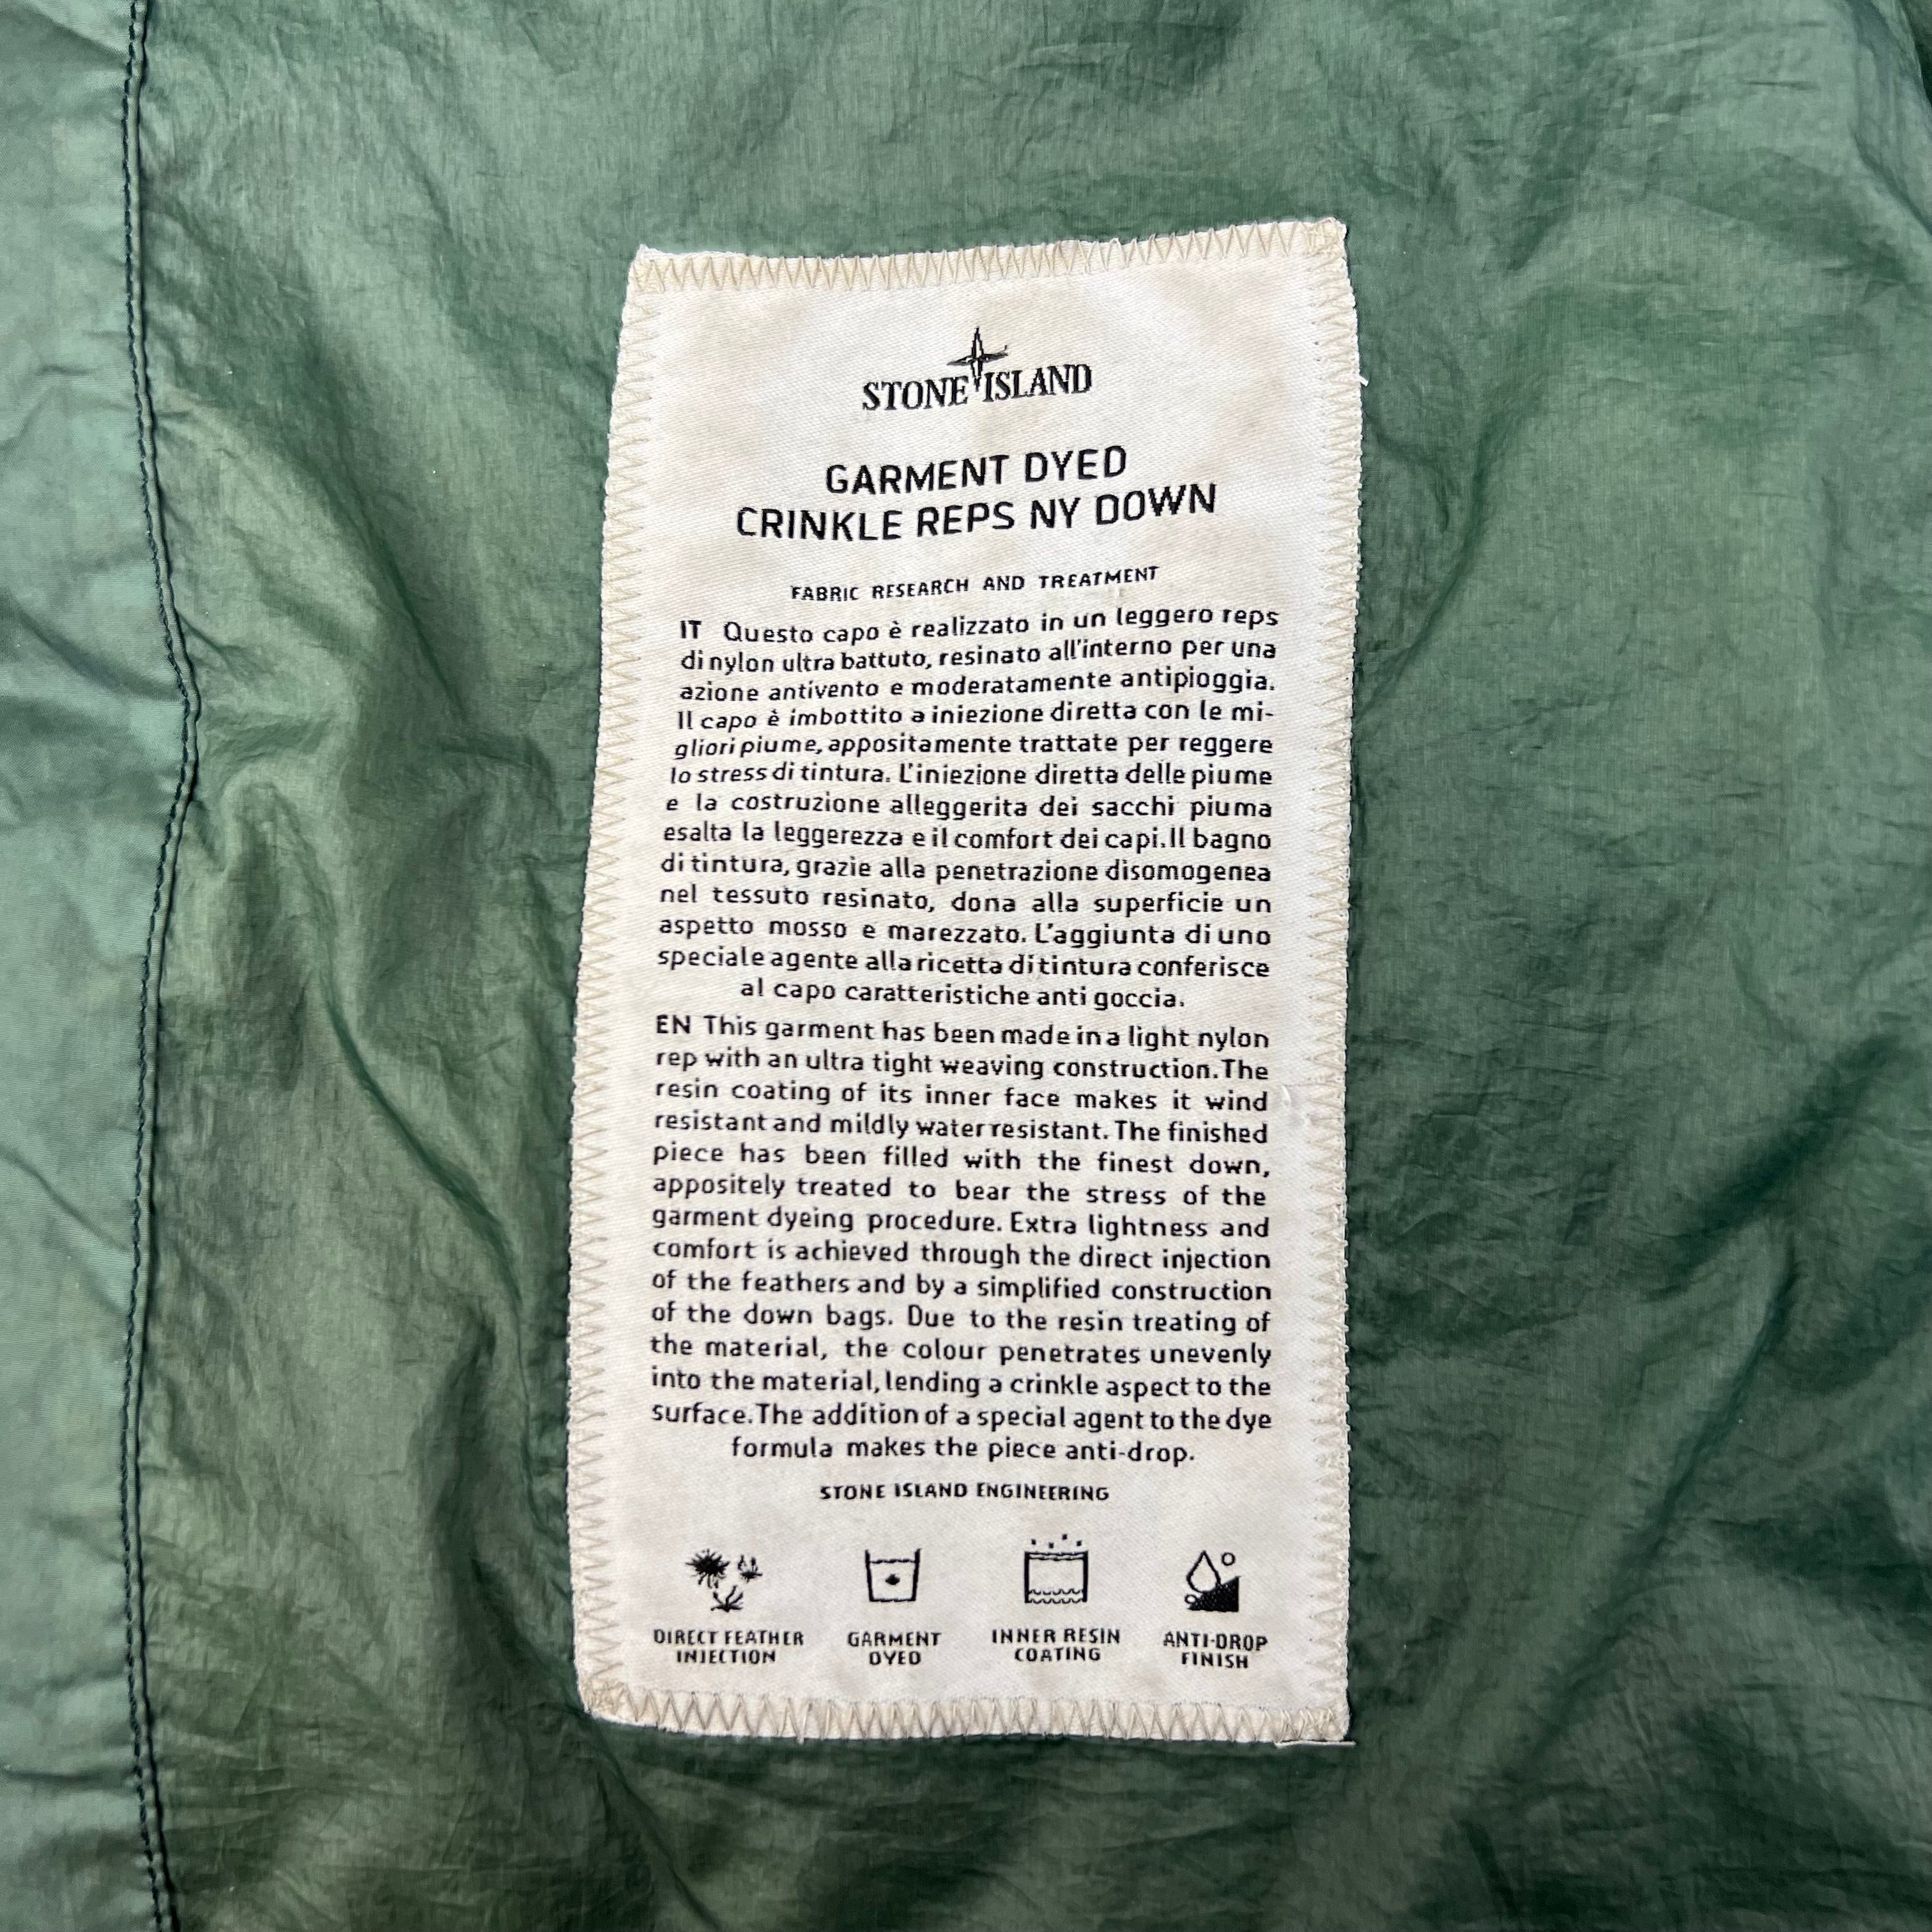 STONE ISLAND
GARMENT DYED
CRINKLE REPS NY DOWN
FABRIC RESEARCH AND TREATMENT
IT Questo capo è realizzato in un leggero reps
di nylon ultra battuto, resinato all'interno per una
azione antivento e moderatamente antipioggia.
Il capo è imbottito a iniezione diretta con le mi-
gliori piume, appositamente trattate per reggere
lo stress di tintura. L'iniezione diretta delle piume
e la costruzione alleggerita dei sacchi piuma
esalta la leggerezza e il comfort dei capi. Il bagno
di tintura, grazie alla penetrazione disomogenea
nel tessuto resinato, dona alla superficie un
aspetto mosso e marezzato. L'aggiunta di uno
speciale agente alla ricetta di tintura conferisce
al capo caratteristiche anti goccia.
EN This garment has been made in a light nylon
rep with an ultra tight weaving construction. The
resin coating of its inner face makes it wind
resistant and mildly water resistant. The finished
piece has been filled with the finest down,
appositely treated to bear the stress of the
garment dyeing procedure. Extra lightness and
comfort is achieved through the direct injection
of the feathers and by a simplified construction
of the down bags. Due to the resin treating of
the material, the colour penetrates unevenly
into the material, lending a crinkle aspect to the
surface. The addition of a special agent to the dye
formula makes the piece anti-drop.
STONE ISLAND ENGINEERING
DIRECT FEATHER GARMENT INNER RESIN ANTI-DROP
INJECTION DYED COATING FINISH